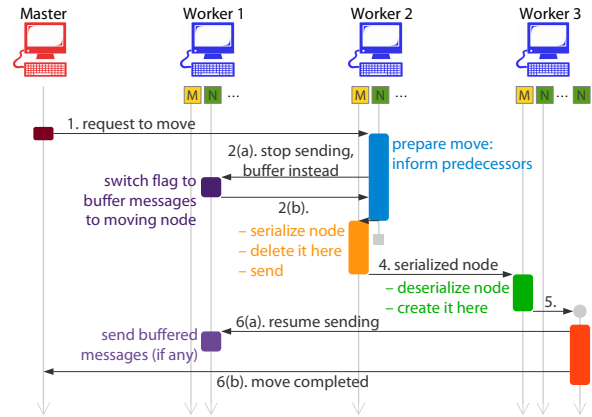 Master Worker 1 Worker 2 Worker 3
M N ... M N ... M N ... N
1. request to move
prepare move:
inform predecessors
2(a). stop sending,
buffer instead
switch flag to
buffer messages
to moving node
2(b).
– serialize node
– delete it here
– send
4. serialized node
– deserialize node
– create it here
5.
6(a). resume sending
send buffered
messages (if any)
6(b). move completed